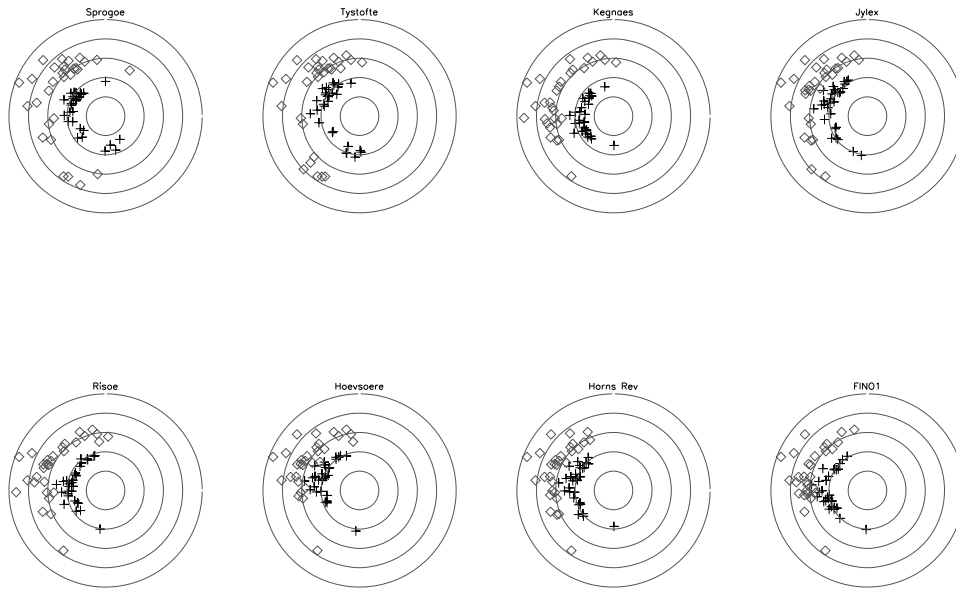 Sprogoe
Tystofte
Kegnaes
Jylex
Risoe
Hoevsoere
Horns Rev
FINO1